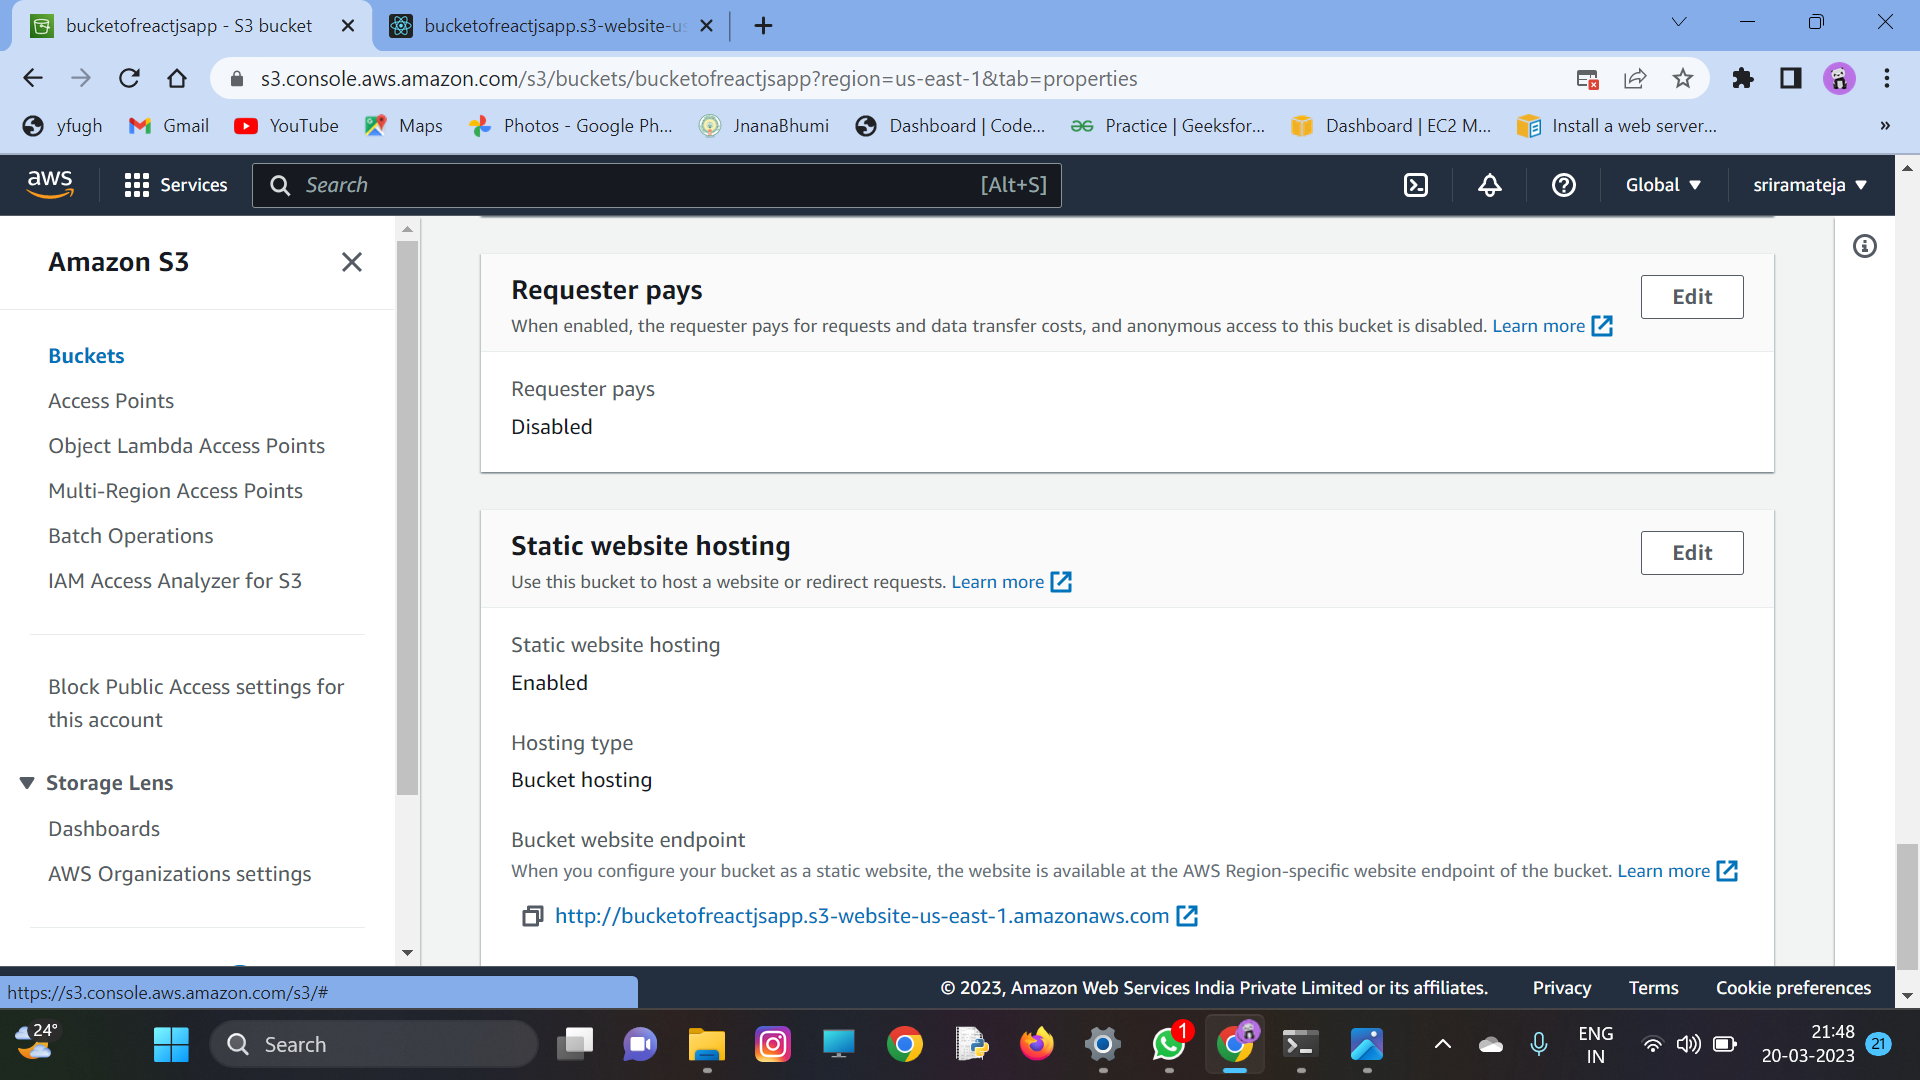 bucketofreactjsapp - S3 bucket
bucketofreactjsapp.s3-website-us
s3.console.aws.amazon.com/s3/buckets/bucketofreactjsapp?region=us-east-1&tab=properties
yfugh
Gmail
YouTube
Maps
Photos - Google Ph...
JnanaBhumi
Dashboard | Code...
Practice | Geeksfor...
Dashboard | EC2 M...
Install a web server...
»
aws
Services
Search
[Alt+S]
Global
sriramateja
Amazon S3
Buckets
Access Points
Object Lambda Access Points
Multi-Region Access Points
Batch Operations
IAM Access Analyzer for S3
Block Public Access settings for
this account
Storage Lens
Dashboards
AWS Organizations settings
Requester pays
Edit
When enabled, the requester pays for requests and data transfer costs, and anonymous access to this bucket is disabled. Learn more
Requester pays
Disabled
Static website hosting
Edit
Use this bucket to host a website or redirect requests. Learn more
Static website hosting
Enabled
Hosting type
Bucket hosting
Bucket website endpoint
When you configure your bucket as a static website, the website is available at the AWS Region-specific website endpoint of the bucket. Learn more
http://bucketofreactjsapp.s3-website-us-east-1.amazonaws.com
https://s3.console.aws.amazon.com/s3/#
© 2023, Amazon Web Services India Private Limited or its affiliates.
Privacy
Terms
Cookie preferences
24°
Search
1
ENG
IN
21:48
20-03-2023
21